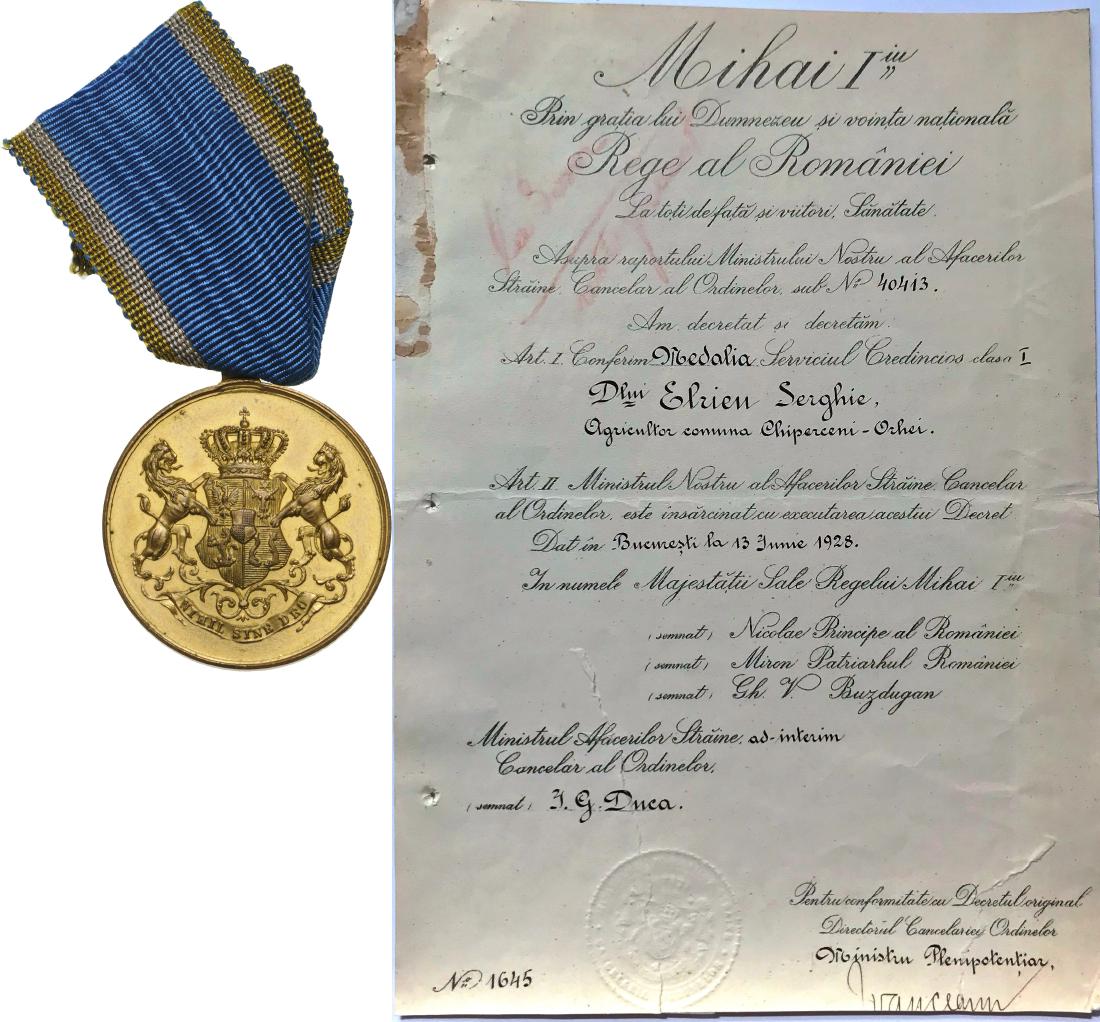 NIHIL SINE DEO
Mihai I iu
Prin grația lui Dumnezeu și voința națională
Rege al României
La toți de față și viitori, Sănătate.
Asupra raportului Ministrului Nostru al Afacerilor
Străine, Cancelar al Ordinelor, sub No 40413.
Am decretat și decretăm:
Art. I. Conferim Medalia Serviciul Credincios clasa I
Dlui Elrieu Serghie,
Agricultor comuna Chiperceni-Orhei.
Art. II. Ministrul Nostru al Afacerilor Străine, Cancelar
al Ordinelor, este însărcinat cu executarea acestui Decret
Dat în București la 13 Iunie 1928.
In numele Majestății Sale Regelui Mihai I iu
(semnat) Nicolae Principe al României
(semnat) Miron Patriarhul României
(semnat) Gh. V. Buzdugan
Ministrul Afacerilor Străine, ad-interim
Cancelar al Ordinelor,
(semnat) I. G. Duca.
Pentru conformitate cu Decretul original
Directorul Cancelariei Ordinelor
Ministru Plenipotențiar,
No 1645